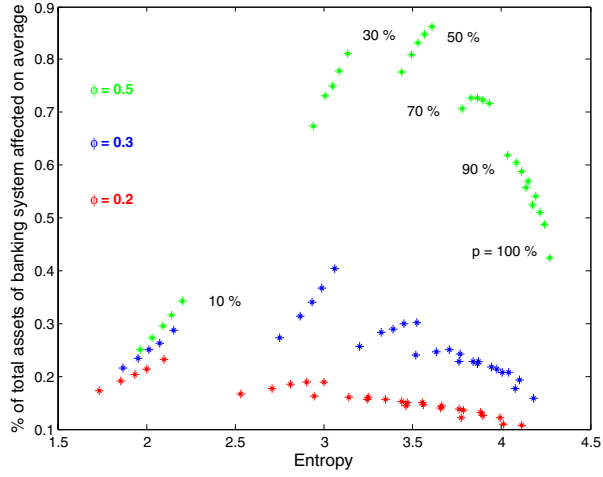 0.9
0.8
0.7
0.6
0.5
0.4
0.3
0.2
0.1
% of total assets of banking system affected on average
30 %
50 %
ϕ = 0.5
70 %
ϕ = 0.3
90 %
ϕ = 0.2
p = 100 %
10 %
1.5 2 2.5 3 3.5 4 4.5
Entropy